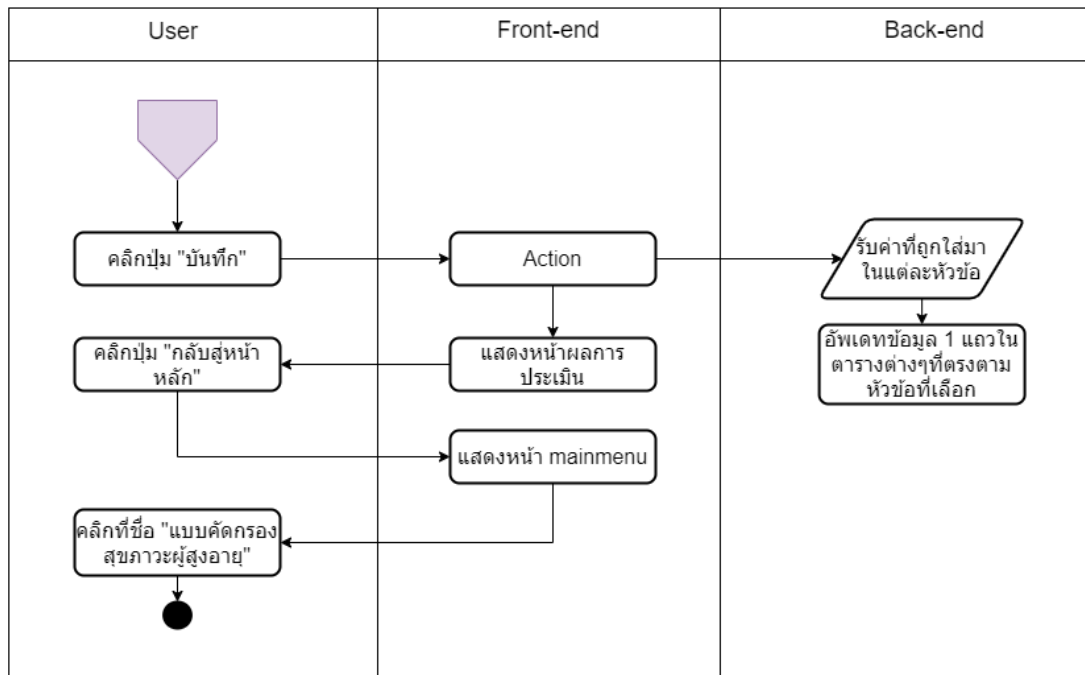 User
Front-end
Back-end
คลิกปุ่ม "บันทึก"
Action
รับค่าที่ถูกใส่มา
ในแต่ละหัวข้อ
คลิกปุ่ม "กลับสู่หน้า
หลัก"
แสดงหน้าผลการ
ประเมิน
อัพเดทข้อมูล 1 แถวใน
ตารางต่างๆที่ตรงตาม
หัวข้อที่เลือก
แสดงหน้า mainmenu
คลิกที่ชื่อ "แบบคัดกรอง
สุขภาวะผู้สูงอายุ"